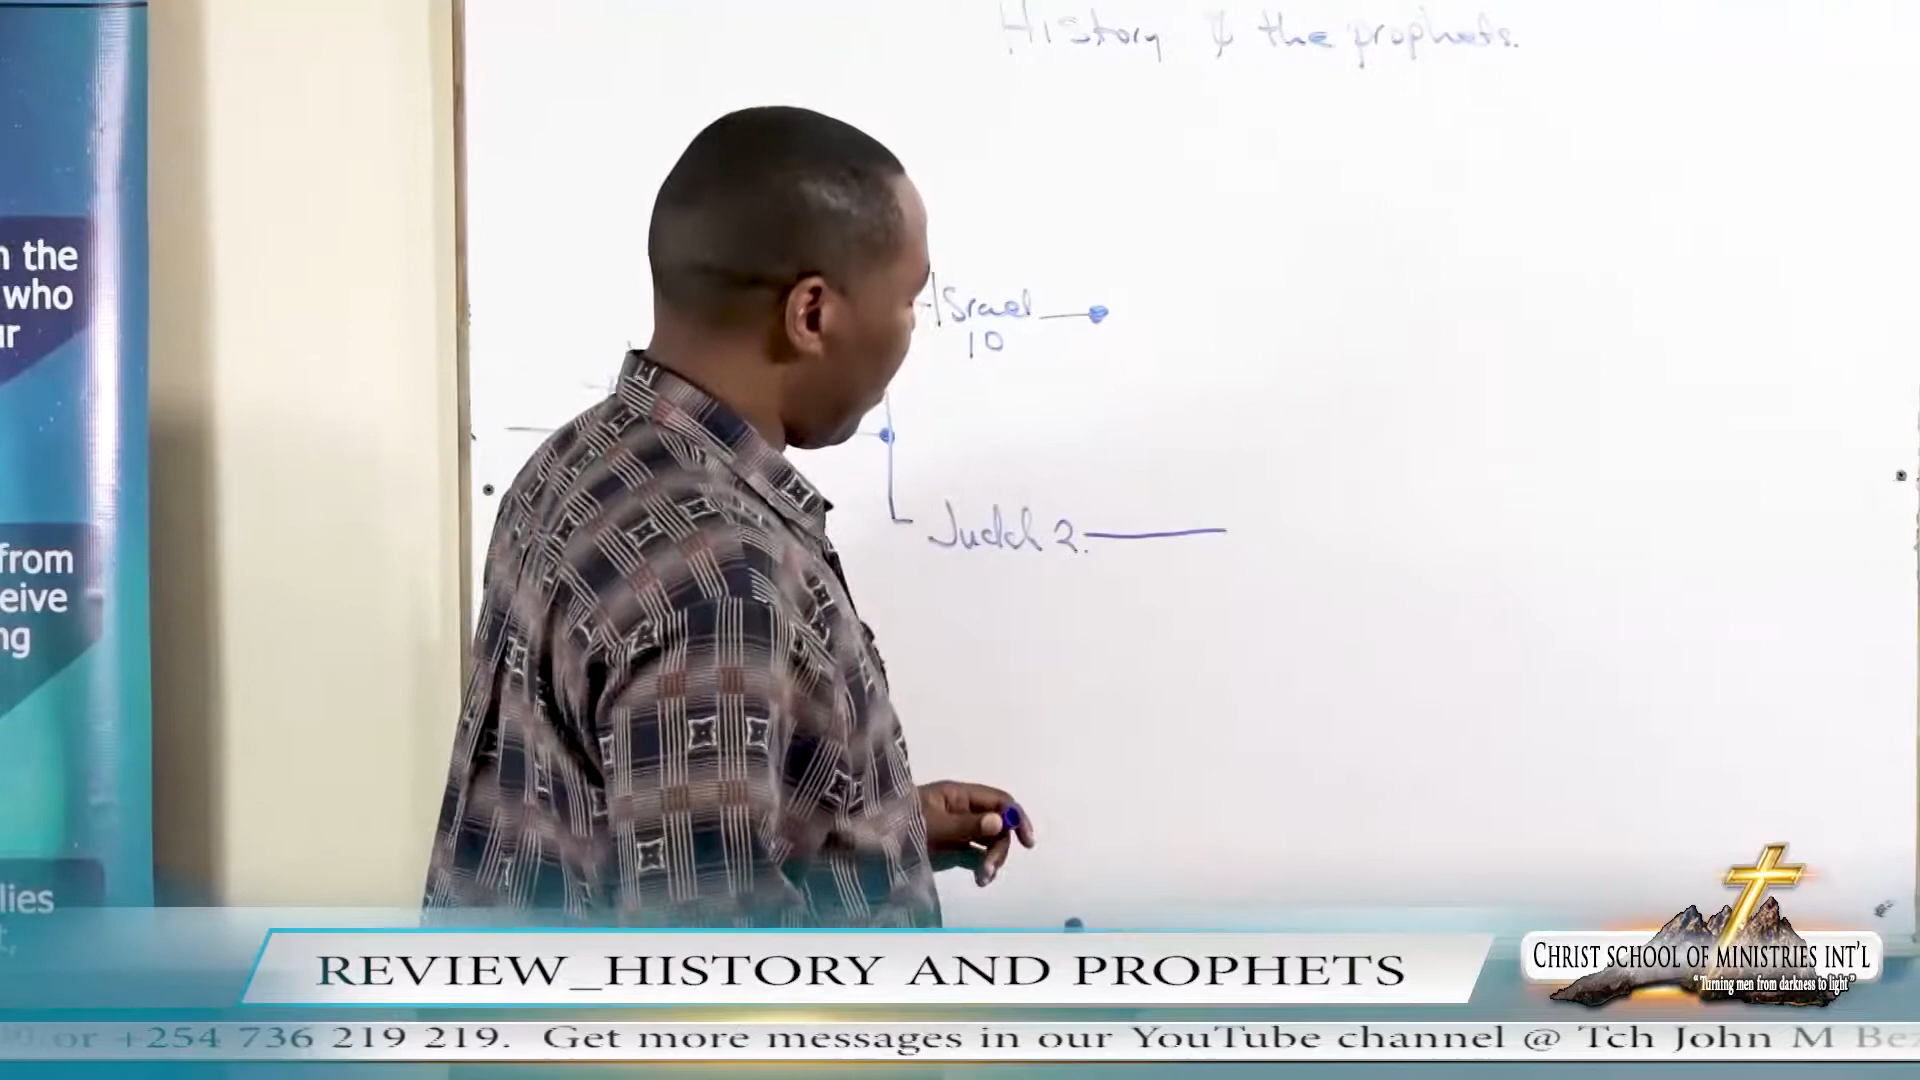 History & the prophets.
n the
who
ur
Israel
10
Judah 2.
from
eive
ng
lies
t,
REVIEW_HISTORY AND PROPHETS
CHRIST SCHOOL OF MINISTRIES INT'L
"Turning men from darkness to light"
or +254 736 219 219. Get more messages in our YouTube channel @ Tch John M Be